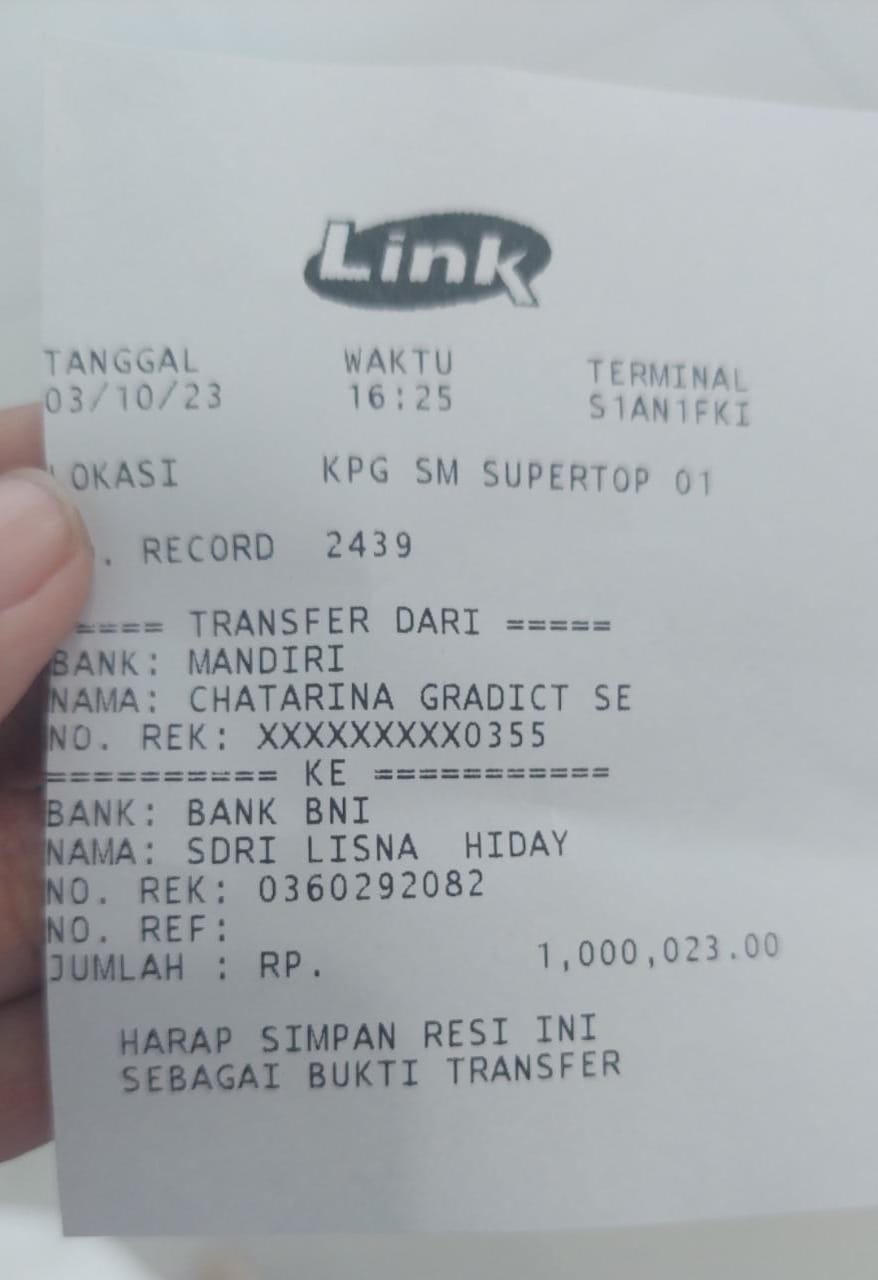 Link
TANGGAL WAKTU TERMINAL
03/10/23 16:25 S1AN1FKI
LOKASI KPG SM SUPERTOP 01
. RECORD 2439
==== TRANSFER DARI =====
BANK: MANDIRI
NAMA: CHATARINA GRADICT SE
NO. REK: XXXXXXXXX0355
========== KE ===========
BANK: BANK BNI
NAMA: SDRI LISNA HIDAY
NO. REK: 0360292082
NO. REF:
JUMLAH : RP. 1,000,023.00
HARAP SIMPAN RESI INI
SEBAGAI BUKTI TRANSFER